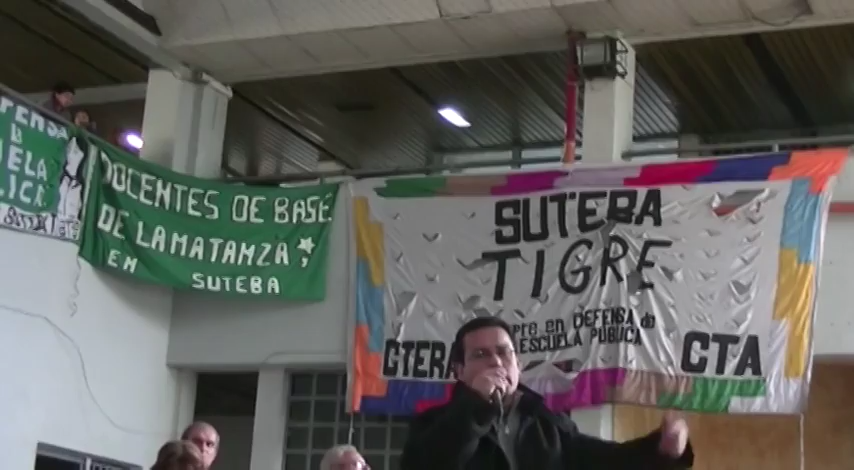 DOCENTES DE BASE
DE LA MATANZA
EN SUTEBA
SUTEBA
TIGRE
en DEFENSA de
ESCUELA PUBLICA
CTERA
CTA